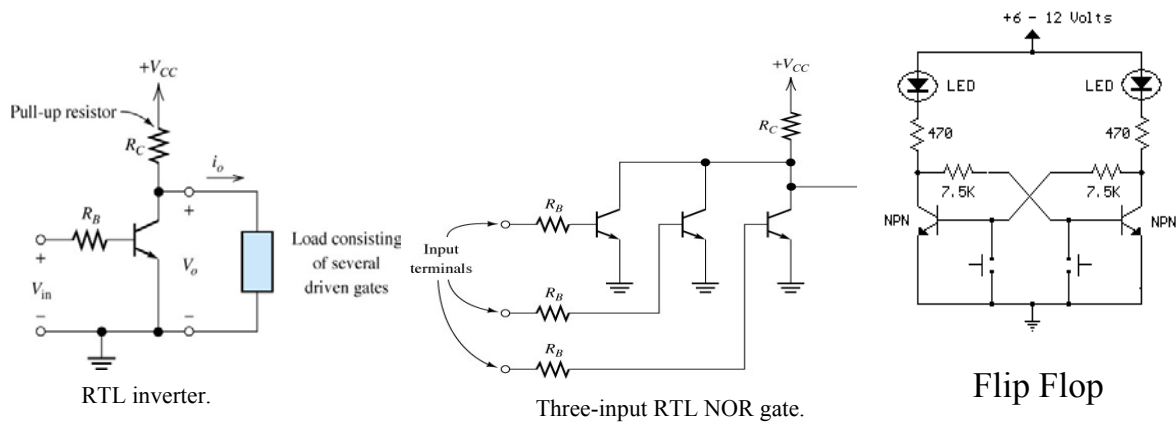 +V_CC
Pull-up resistor
R_C
i_o
R_B
+
+
V_in
V_o
−
−
Load consisting
of several
driven gates
RTL inverter.
+V_CC
R_C
R_B
Input
terminals
R_B
R_B
Three-input RTL NOR gate.
+6 - 12 Volts
LED
LED
470
470
7.5K
7.5K
NPN
NPN
Flip Flop